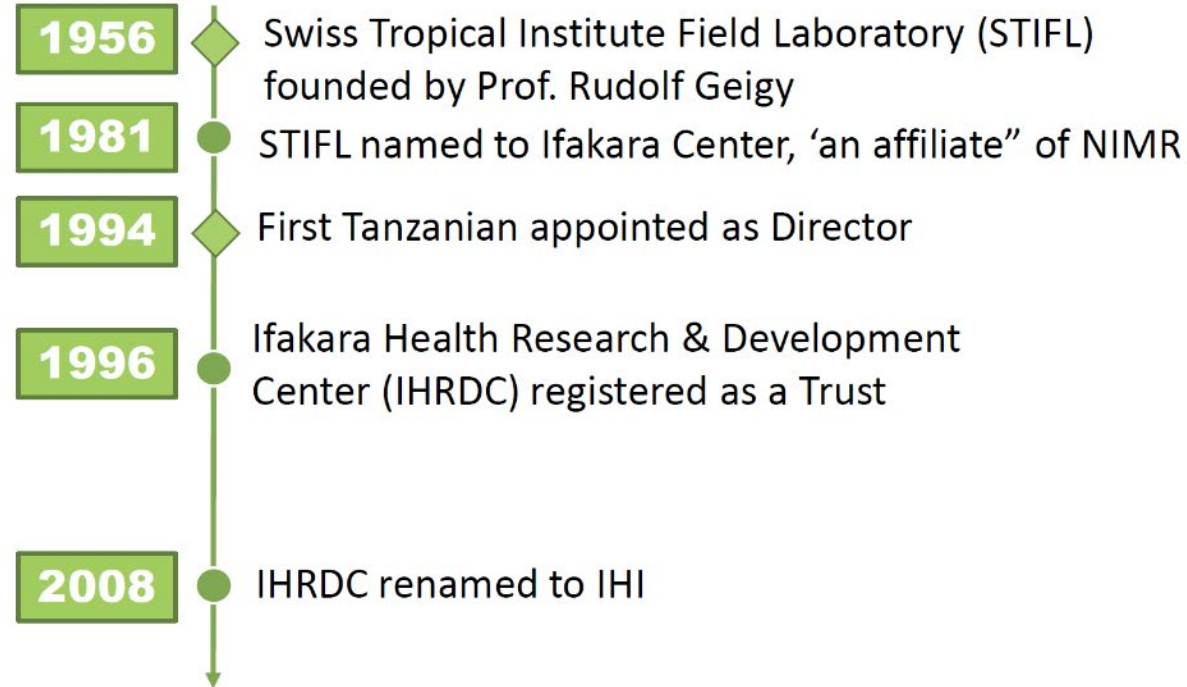 1956
Swiss Tropical Institute Field Laboratory (STIFL)
founded by Prof. Rudolf Geigy
1981
STIFL named to Ifakara Center, ‘an affiliate” of NIMR
1994
First Tanzanian appointed as Director
1996
Ifakara Health Research & Development
Center (IHRDC) registered as a Trust
2008
IHRDC renamed to IHI